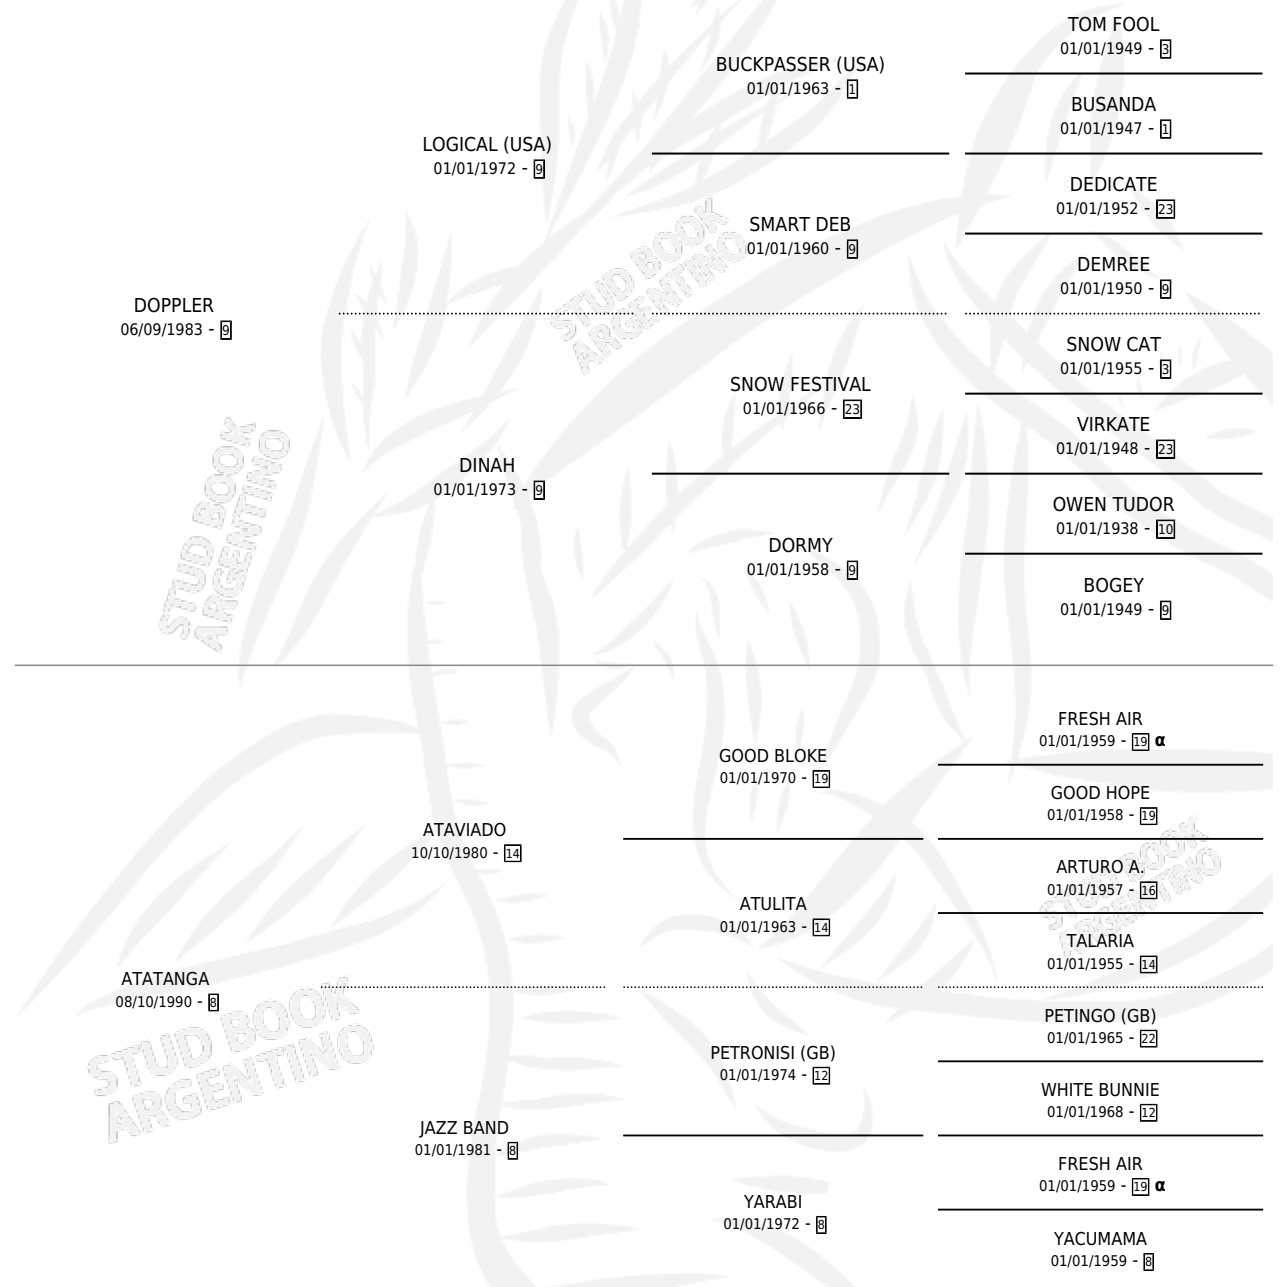 TOM FOOL
01/01/1949 - 3
BUCKPASSER (USA)
01/01/1963 - 1
BUSANDA
01/01/1947 - 1
LOGICAL (USA)
01/01/1972 - 9
DEDICATE
01/01/1952 - 23
SMART DEB
01/01/1960 - 9
DEMREE
01/01/1950 - 9
DOPPLER
06/09/1983 - 9
SNOW CAT
01/01/1955 - 3
SNOW FESTIVAL
01/01/1966 - 23
VIRKATE
01/01/1948 - 23
DINAH
01/01/1973 - 9
OWEN TUDOR
01/01/1938 - 10
DORMY
01/01/1958 - 9
BOGEY
01/01/1949 - 9
STUD BOOK
ARGENTINO
STUD BOOK
ARGENTINO
FRESH AIR
01/01/1959 - 19 α
GOOD BLOKE
01/01/1970 - 19
GOOD HOPE
01/01/1958 - 19
ATAVIADO
10/10/1980 - 14
ARTURO A.
01/01/1957 - 16
ATULITA
01/01/1963 - 14
TALARIA
01/01/1955 - 14
ATATANGA
08/10/1990 - 8
PETINGO (GB)
01/01/1965 - 22
PETRONISI (GB)
01/01/1974 - 12
WHITE BUNNIE
01/01/1968 - 12
JAZZ BAND
01/01/1981 - 8
FRESH AIR
01/01/1959 - 19 α
YARABI
01/01/1972 - 8
YACUMAMA
01/01/1959 - 8
STUD BOOK
ARGENTINO
STUD BOOK
ARGENTINO